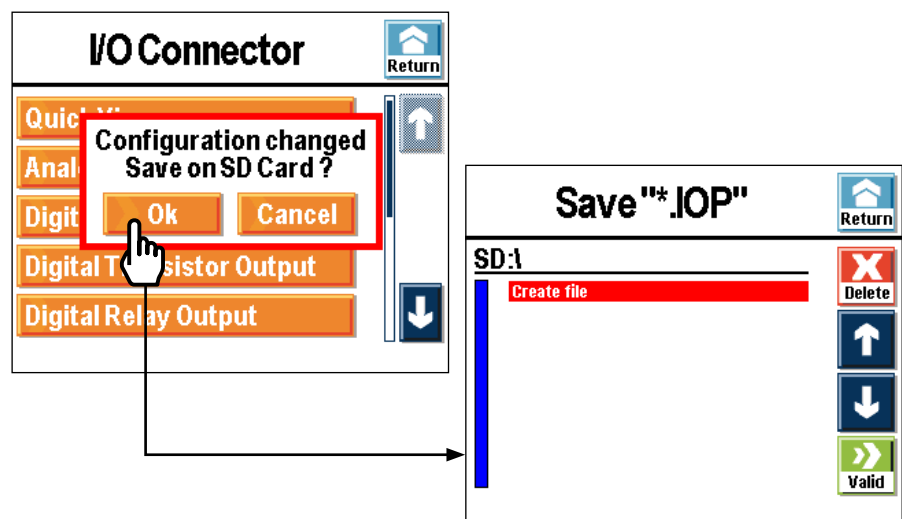 I/O Connector
Return
Configuration changed
Save on SD Card ?
Ok
Cancel
Digital Relay Output
Save "*.IOP"
Return
SD:\
Create file
Delete
Valid